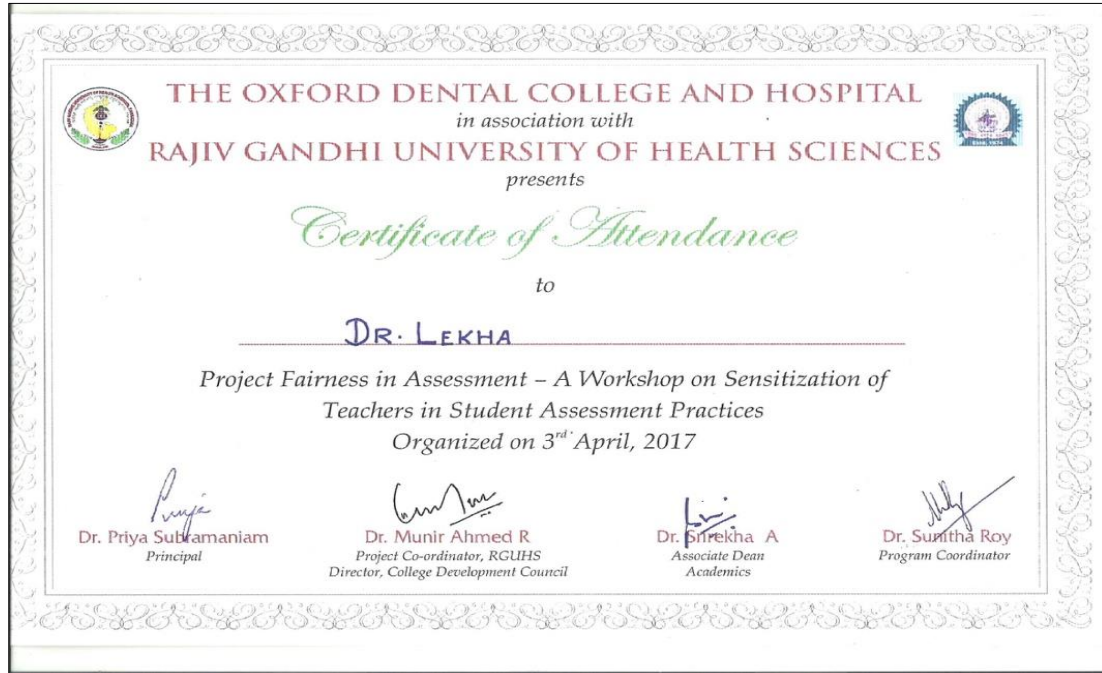 THE OXFORD DENTAL COLLEGE AND HOSPITAL
in association with
RAJIV GANDHI UNIVERSITY OF HEALTH SCIENCES
presents
Certificate of Attendance
to
DR. LEKHA
Project Fairness in Assessment – A Workshop on Sensitization of
Teachers in Student Assessment Practices
Organized on 3rd April, 2017
Dr. Priya Subramaniam
Principal
Dr. Munir Ahmed R
Project Co-ordinator, RGUHS
Director, College Development Council
Dr. Srirekha A
Associate Dean
Academics
Dr. Sunitha Roy
Program Coordinator